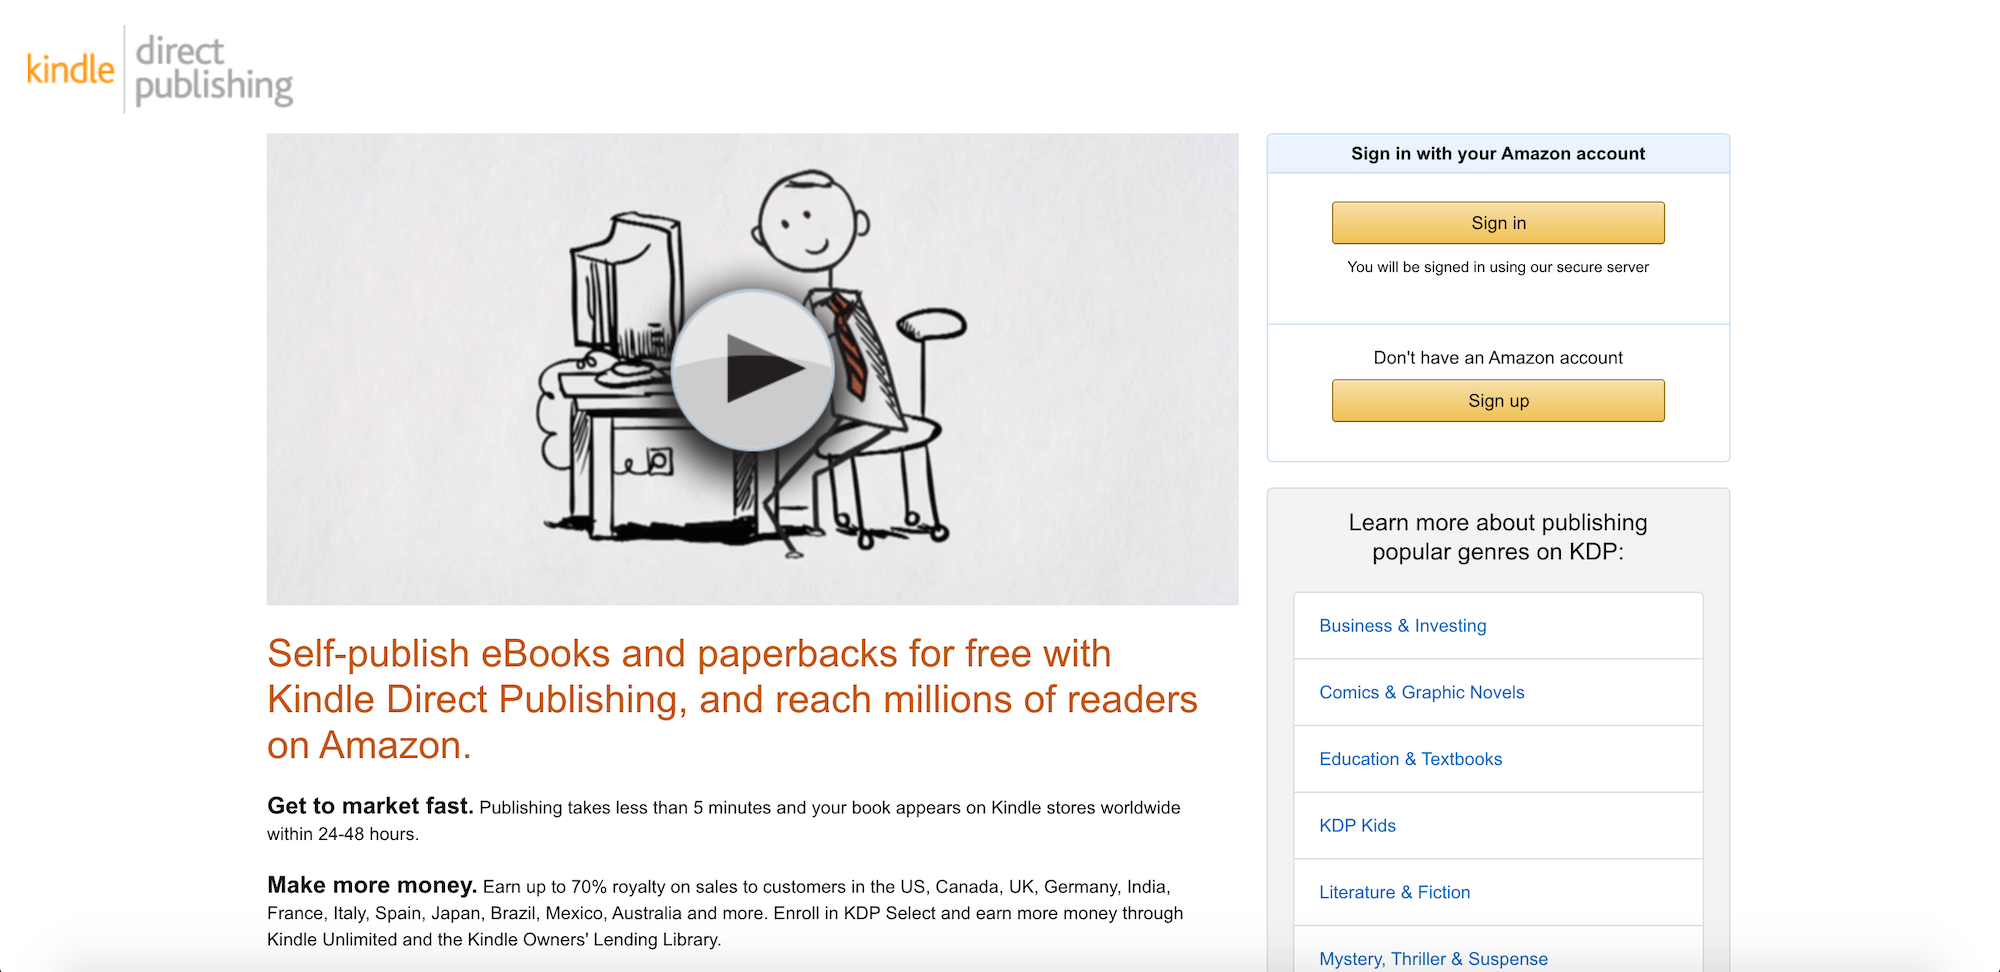 kindle
direct
publishing
Self-publish eBooks and paperbacks for free with
Kindle Direct Publishing, and reach millions of readers
on Amazon.
Get to market fast. Publishing takes less than 5 minutes and your book appears on Kindle stores worldwide
within 24-48 hours.
Make more money. Earn up to 70% royalty on sales to customers in the US, Canada, UK, Germany, India,
France, Italy, Spain, Japan, Brazil, Mexico, Australia and more. Enroll in KDP Select and earn more money through
Kindle Unlimited and the Kindle Owners' Lending Library.
Sign in with your Amazon account
Sign in
You will be signed in using our secure server
Don't have an Amazon account
Sign up
Learn more about publishing
popular genres on KDP:
Business & Investing
Comics & Graphic Novels
Education & Textbooks
KDP Kids
Literature & Fiction
Mystery, Thriller & Suspense